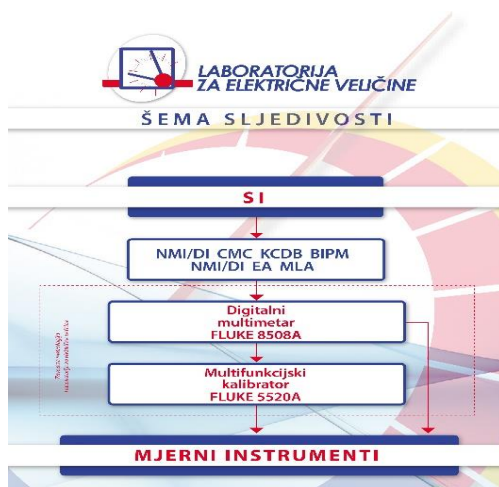 LABORATORIJA
ZA ELEKTRIČNE VELIČINE
ŠEMA SLJEDIVOSTI
SI
NMI/DI CMC KCDB BIPM
NMI/DI EA MLA
Digitalni
multimetar
FLUKE 8508A
Multifunkcijski
kalibrator
FLUKE 5520A
MJERNI INSTRUMENTI